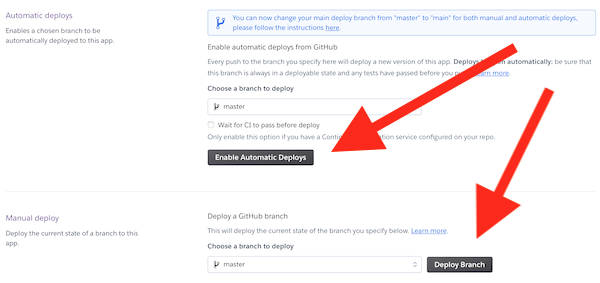 Automatic deploys
Enables a chosen branch to be
automatically deployed to this app.
You can now change your main deploy branch from "master" to "main" for both manual and automatic deploys,
please follow the instructions here.
Enable automatic deploys from GitHub
Every push to the branch you specify here will deploy a new version of this app. Deploys automatically: be sure that
this branch is always in a deployable state and any tests have passed before you Learn more.
Choose a branch to deploy
master
Wait for CI to pass before deploy
Only enable this option if you have a service configured on your repo.
Enable Automatic Deploys
Manual deploy
Deploy the current state of a branch to this
app.
Deploy a GitHub branch
This will deploy the current state of the branch you specify below. Learn more.
Choose a branch to deploy
master
Deploy Branch